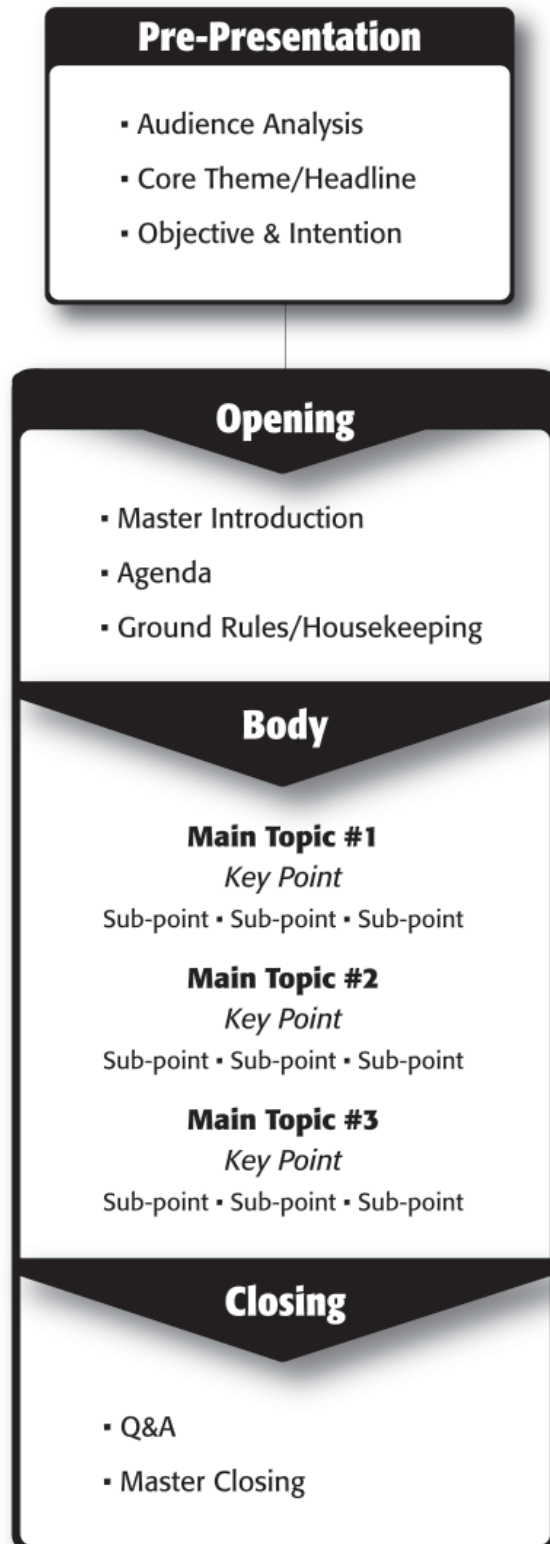 Pre-Presentation
▪ Audience Analysis
▪ Core Theme/Headline
▪ Objective & Intention
Opening
▪ Master Introduction
▪ Agenda
▪ Ground Rules/Housekeeping
Body
Main Topic #1
Key Point
Sub-point ▪ Sub-point ▪ Sub-point
Main Topic #2
Key Point
Sub-point ▪ Sub-point ▪ Sub-point
Main Topic #3
Key Point
Sub-point ▪ Sub-point ▪ Sub-point
Closing
▪ Q&A
▪ Master Closing